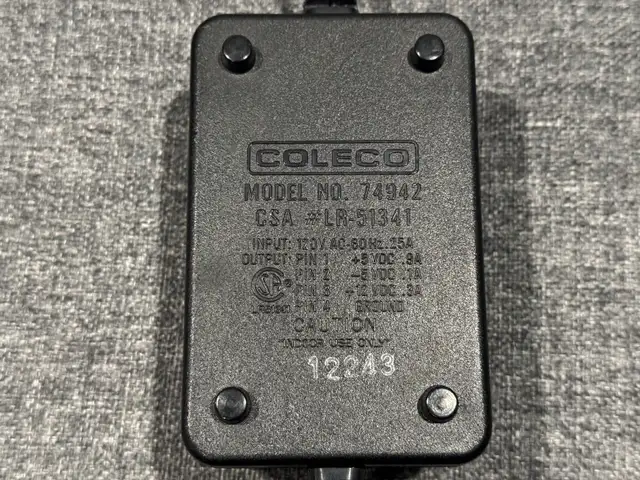 COLECO
MODEL NO. 74942
CSA #LR-51341
INPUT: 120V AC-60Hz .25A
OUTPUT: PIN 1 +5 VDC .9A
PIN 2 -5 VDC .1A
PIN 3 +12 VDC .3A
PIN 4 GROUND
LR51341
CAUTION
"INDOOR USE ONLY"
12243